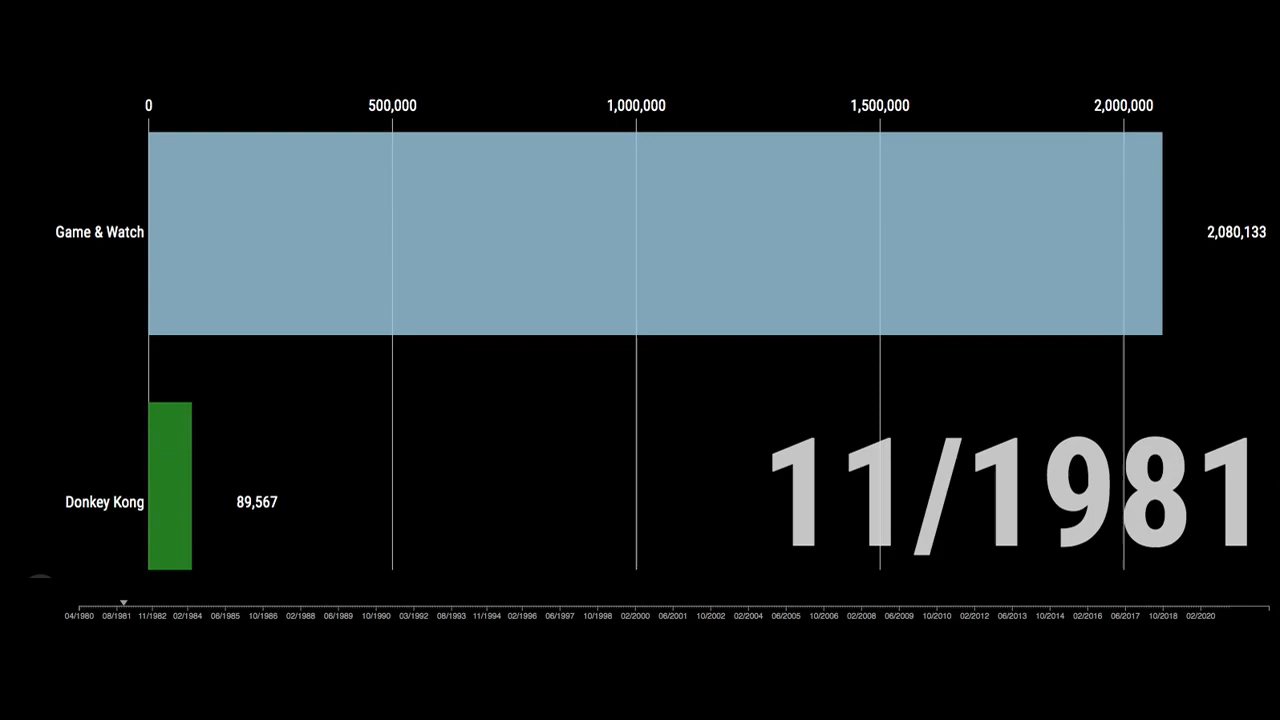 0 500,000 1,000,000 1,500,000 2,000,000
Game & Watch 2,080,133
Donkey Kong 89,567
11/1981
04/1980 08/1981 11/1982 02/1984 06/1985 10/1986 02/1988 06/1989 10/1990 03/1992 08/1993 11/1994 02/1996 06/1997 10/1998 02/2000 06/2001 10/2002 02/2004 06/2005 10/2006 02/2008 06/2009 10/2010 02/2012 06/2013 10/2014 02/2016 06/2017 10/2018 02/2020